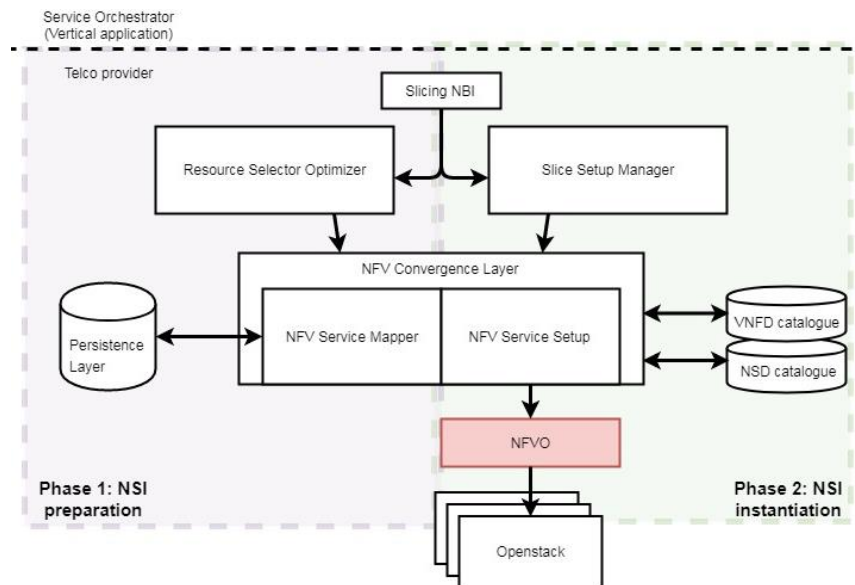 Service Orchestrator
(Vertical application)
Telco provider
Slicing NBI
Resource Selector Optimizer
Slice Setup Manager
NFV Convergence Layer
NFV Service Mapper
NFV Service Setup
Persistence
Layer
VNFD catalogue
NSD catalogue
NFVO
Phase 1: NSI
preparation
Phase 2: NSI
instantiation
Openstack